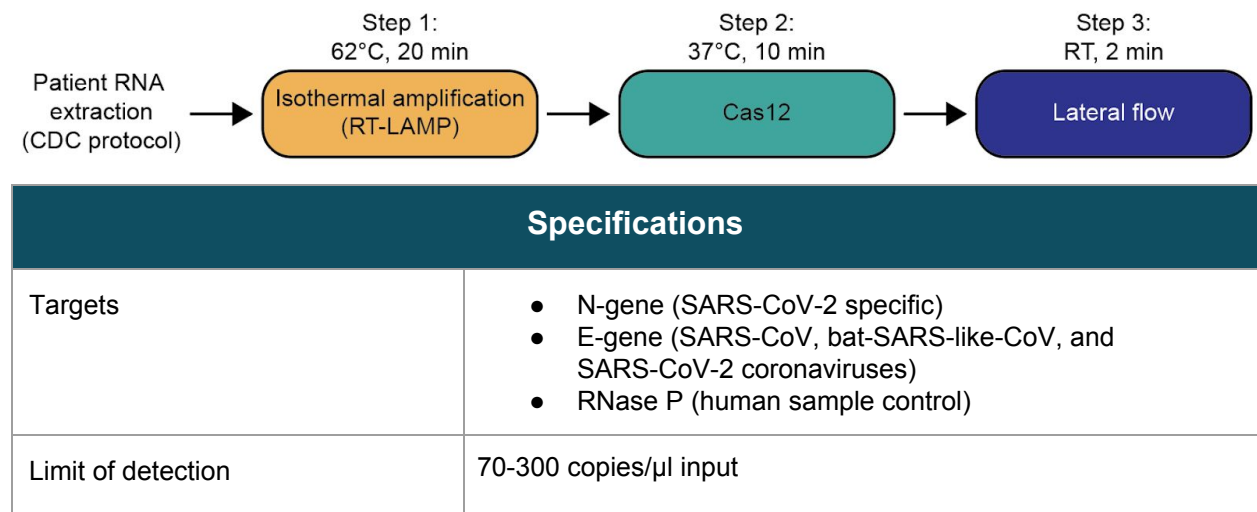 Patient RNA
extraction
(CDC protocol)
Step 1:
62°C, 20 min
Isothermal amplification
(RT-LAMP)
Step 2:
37°C, 10 min
Cas12
Step 3:
RT, 2 min
Lateral flow
Specifications
Targets
● N-gene (SARS-CoV-2 specific)
● E-gene (SARS-CoV, bat-SARS-like-CoV, and
SARS-CoV-2 coronaviruses)
● RNase P (human sample control)
Limit of detection
70-300 copies/µl input